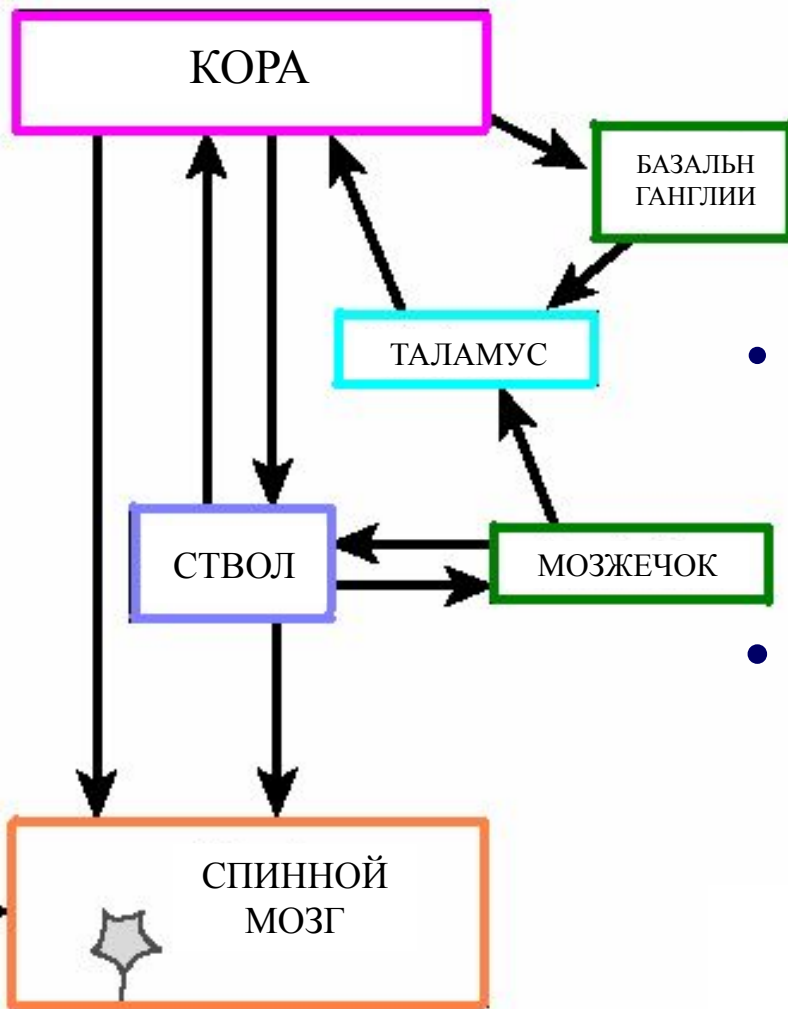 КОРА
БАЗАЛЬН
ГАНГЛИИ
ТАЛАМУС
СТВОЛ
МОЗЖЕЧОК
СПИННОЙ
МОЗГ